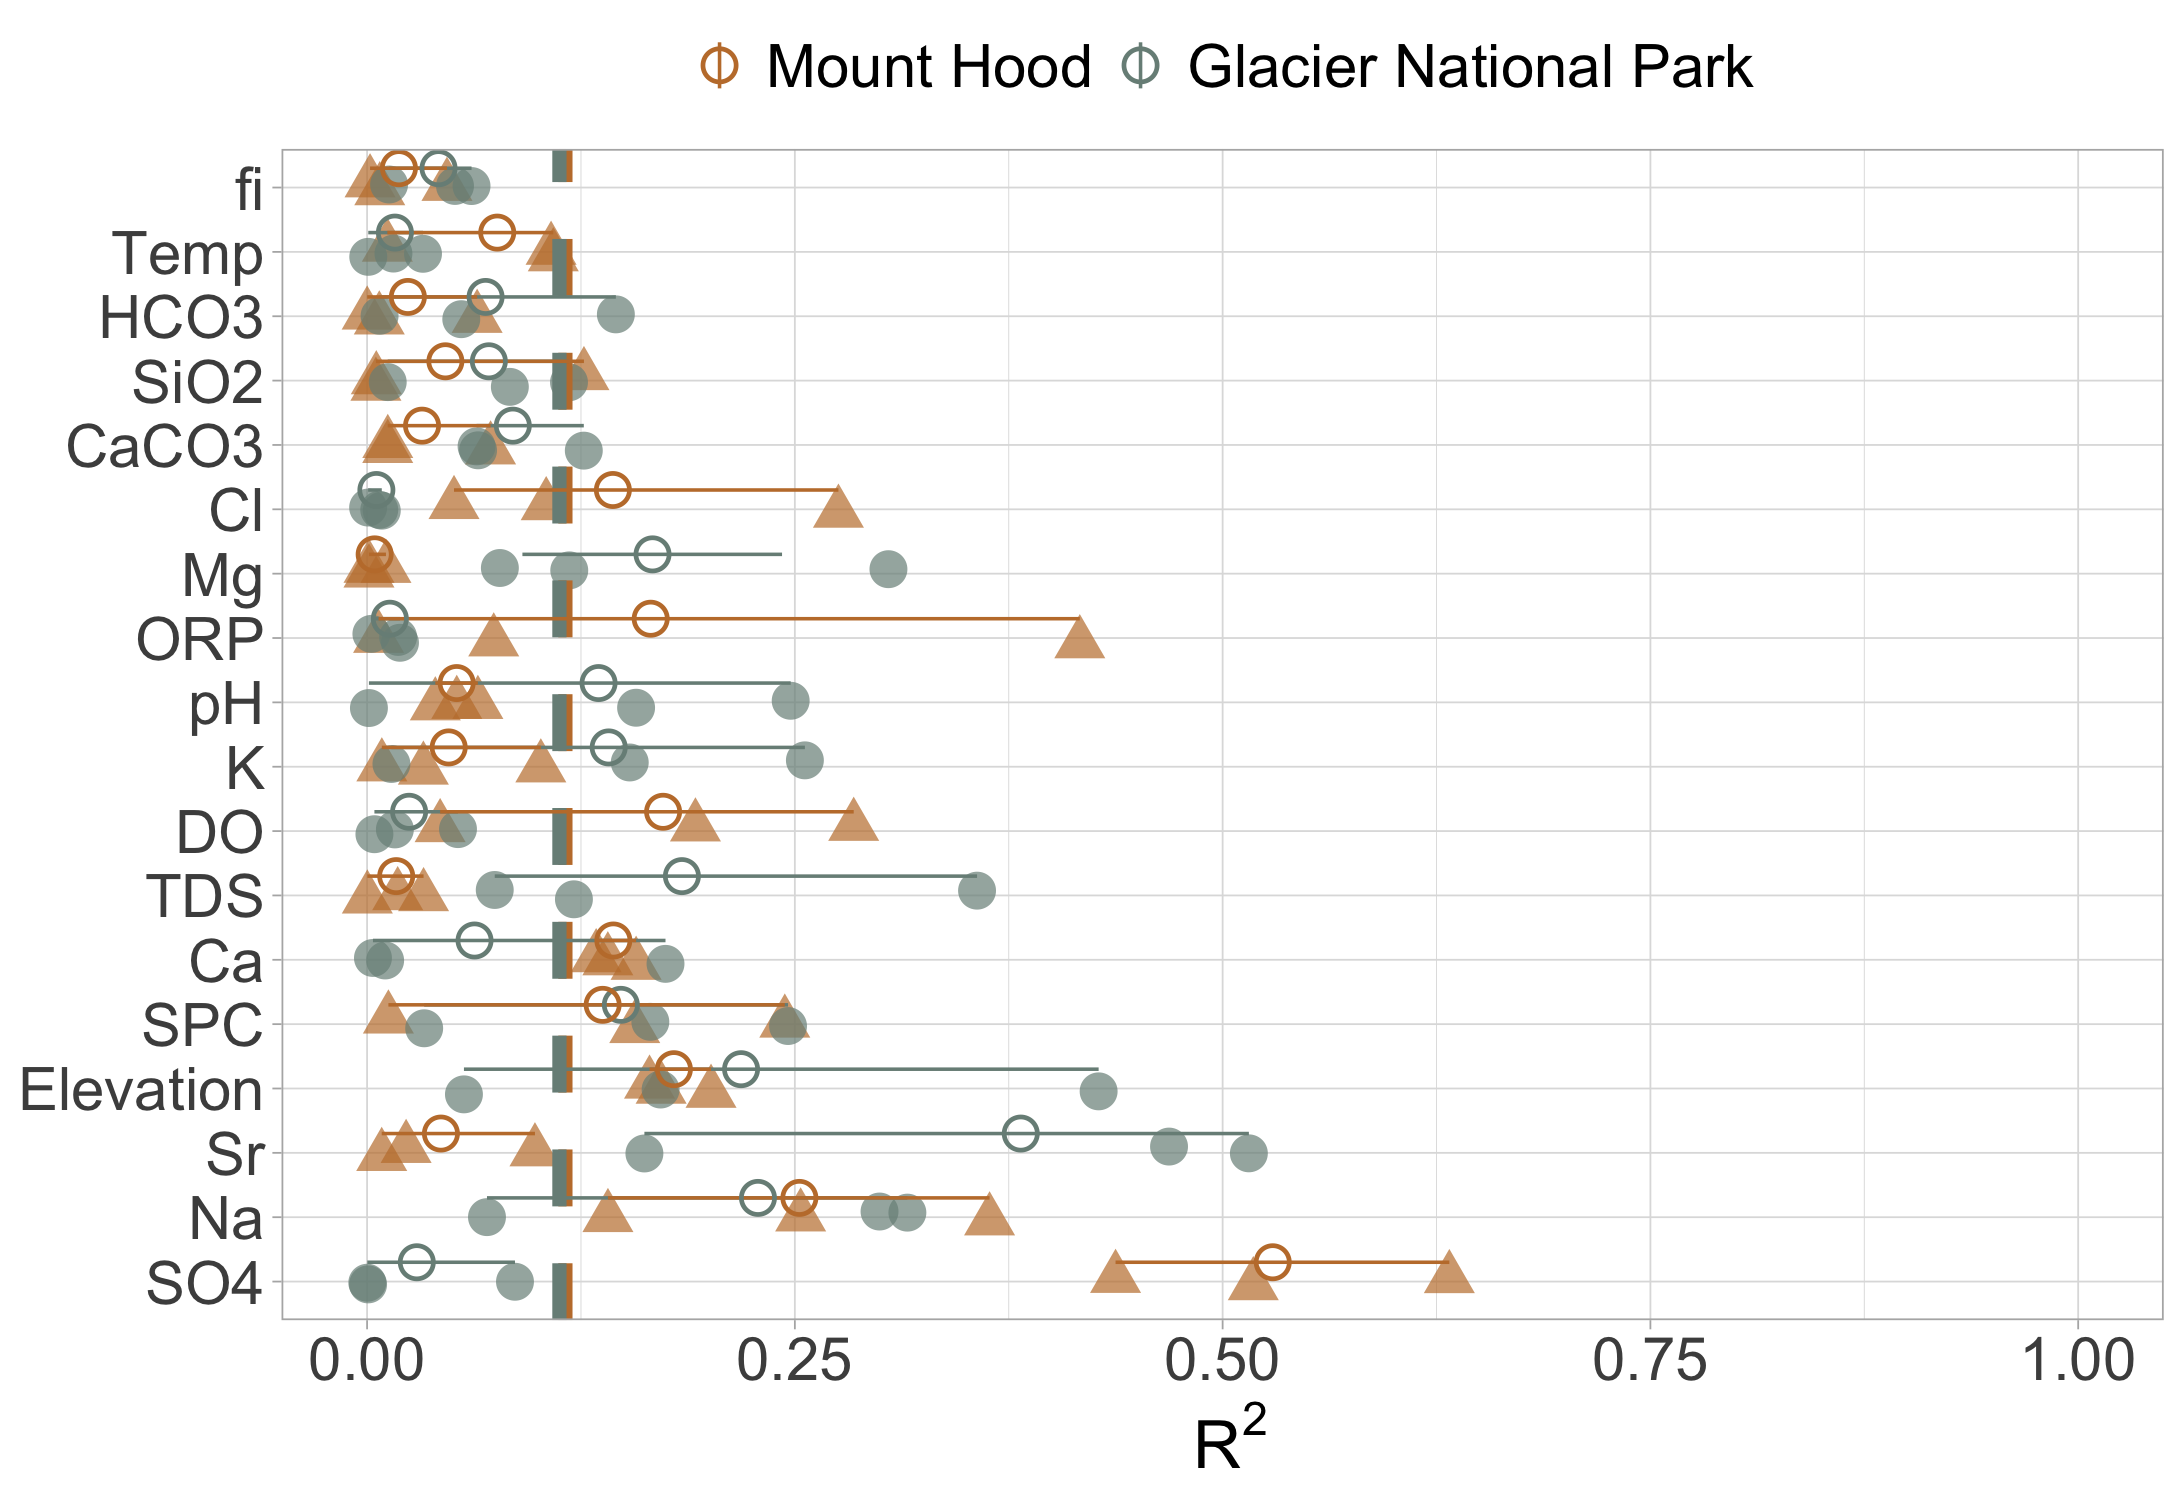 Mount Hood Glacier National Park
fi
Temp
HCO3
SiO2
CaCO3
Cl
Mg
ORP
pH
K
DO
TDS
Ca
SPC
Elevation
Sr
Na
SO4
0.00 0.25 0.50 0.75 1.00
R²